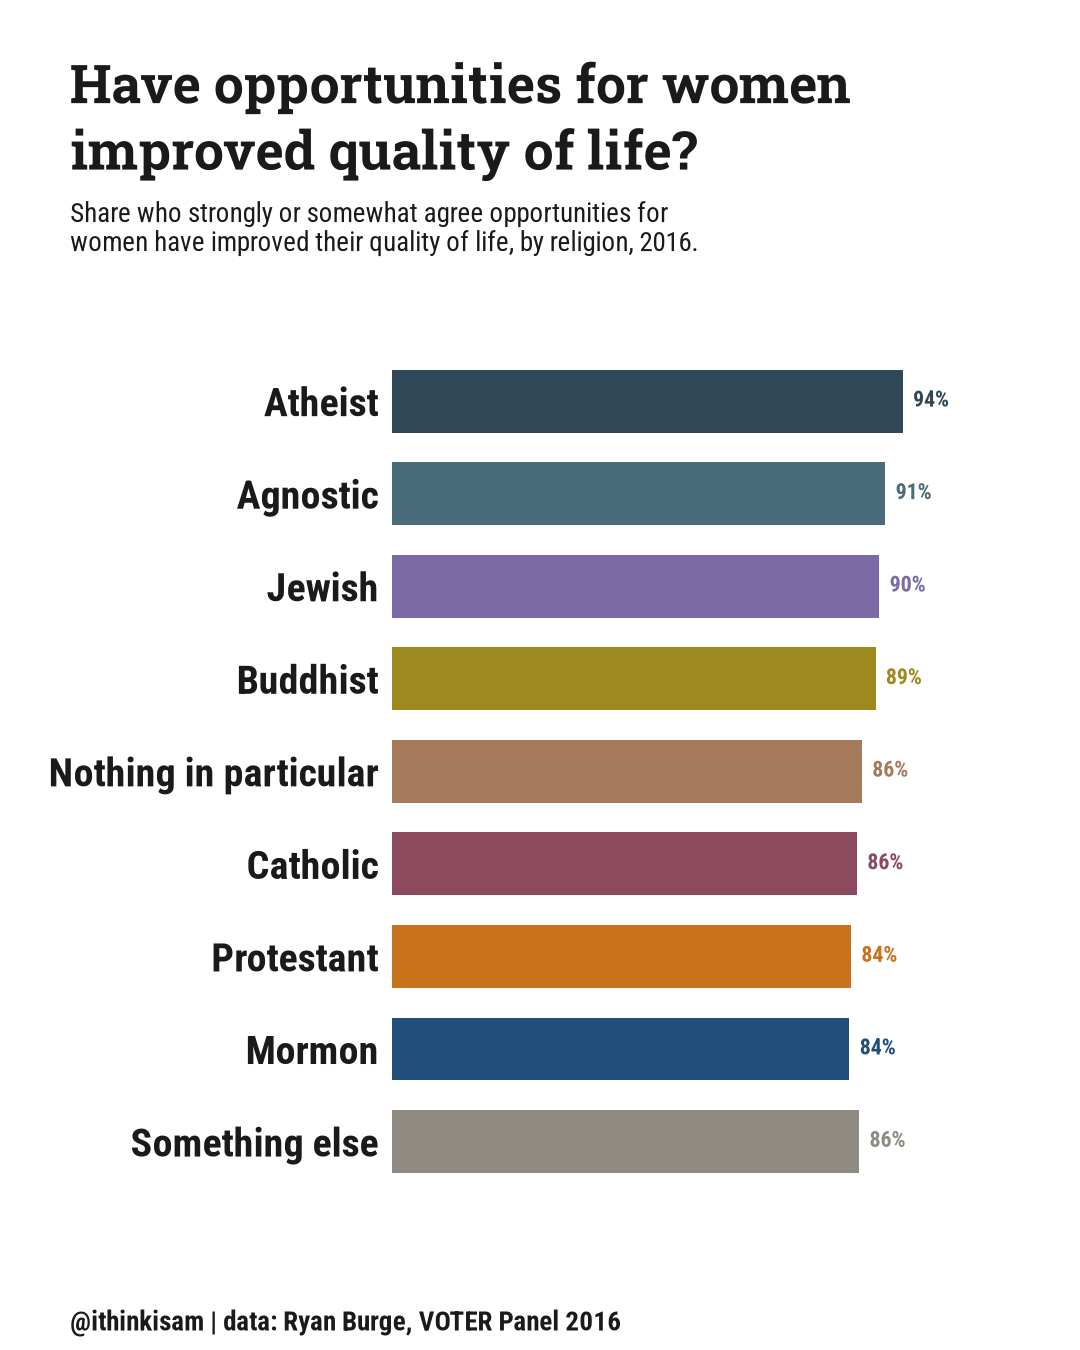 Have opportunities for women
improved quality of life?
Share who strongly or somewhat agree opportunities for
women have improved their quality of life, by religion, 2016.
Atheist 94%
Agnostic 91%
Jewish 90%
Buddhist 89%
Nothing in particular 86%
Catholic 86%
Protestant 84%
Mormon 84%
Something else 86%
@ithinkisam | data: Ryan Burge, VOTER Panel 2016